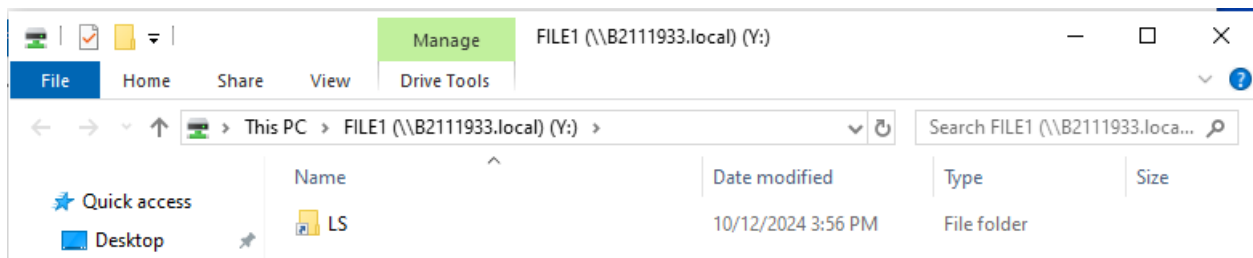 Manage FILE1 (\\B2111933.local) (Y:)
File Home Share View Drive Tools
This PC > FILE1 (\\B2111933.local) (Y:) > Search FILE1 (\\B2111933.loca...
Name Date modified Type Size
Quick access
LS 10/12/2024 3:56 PM File folder
Desktop